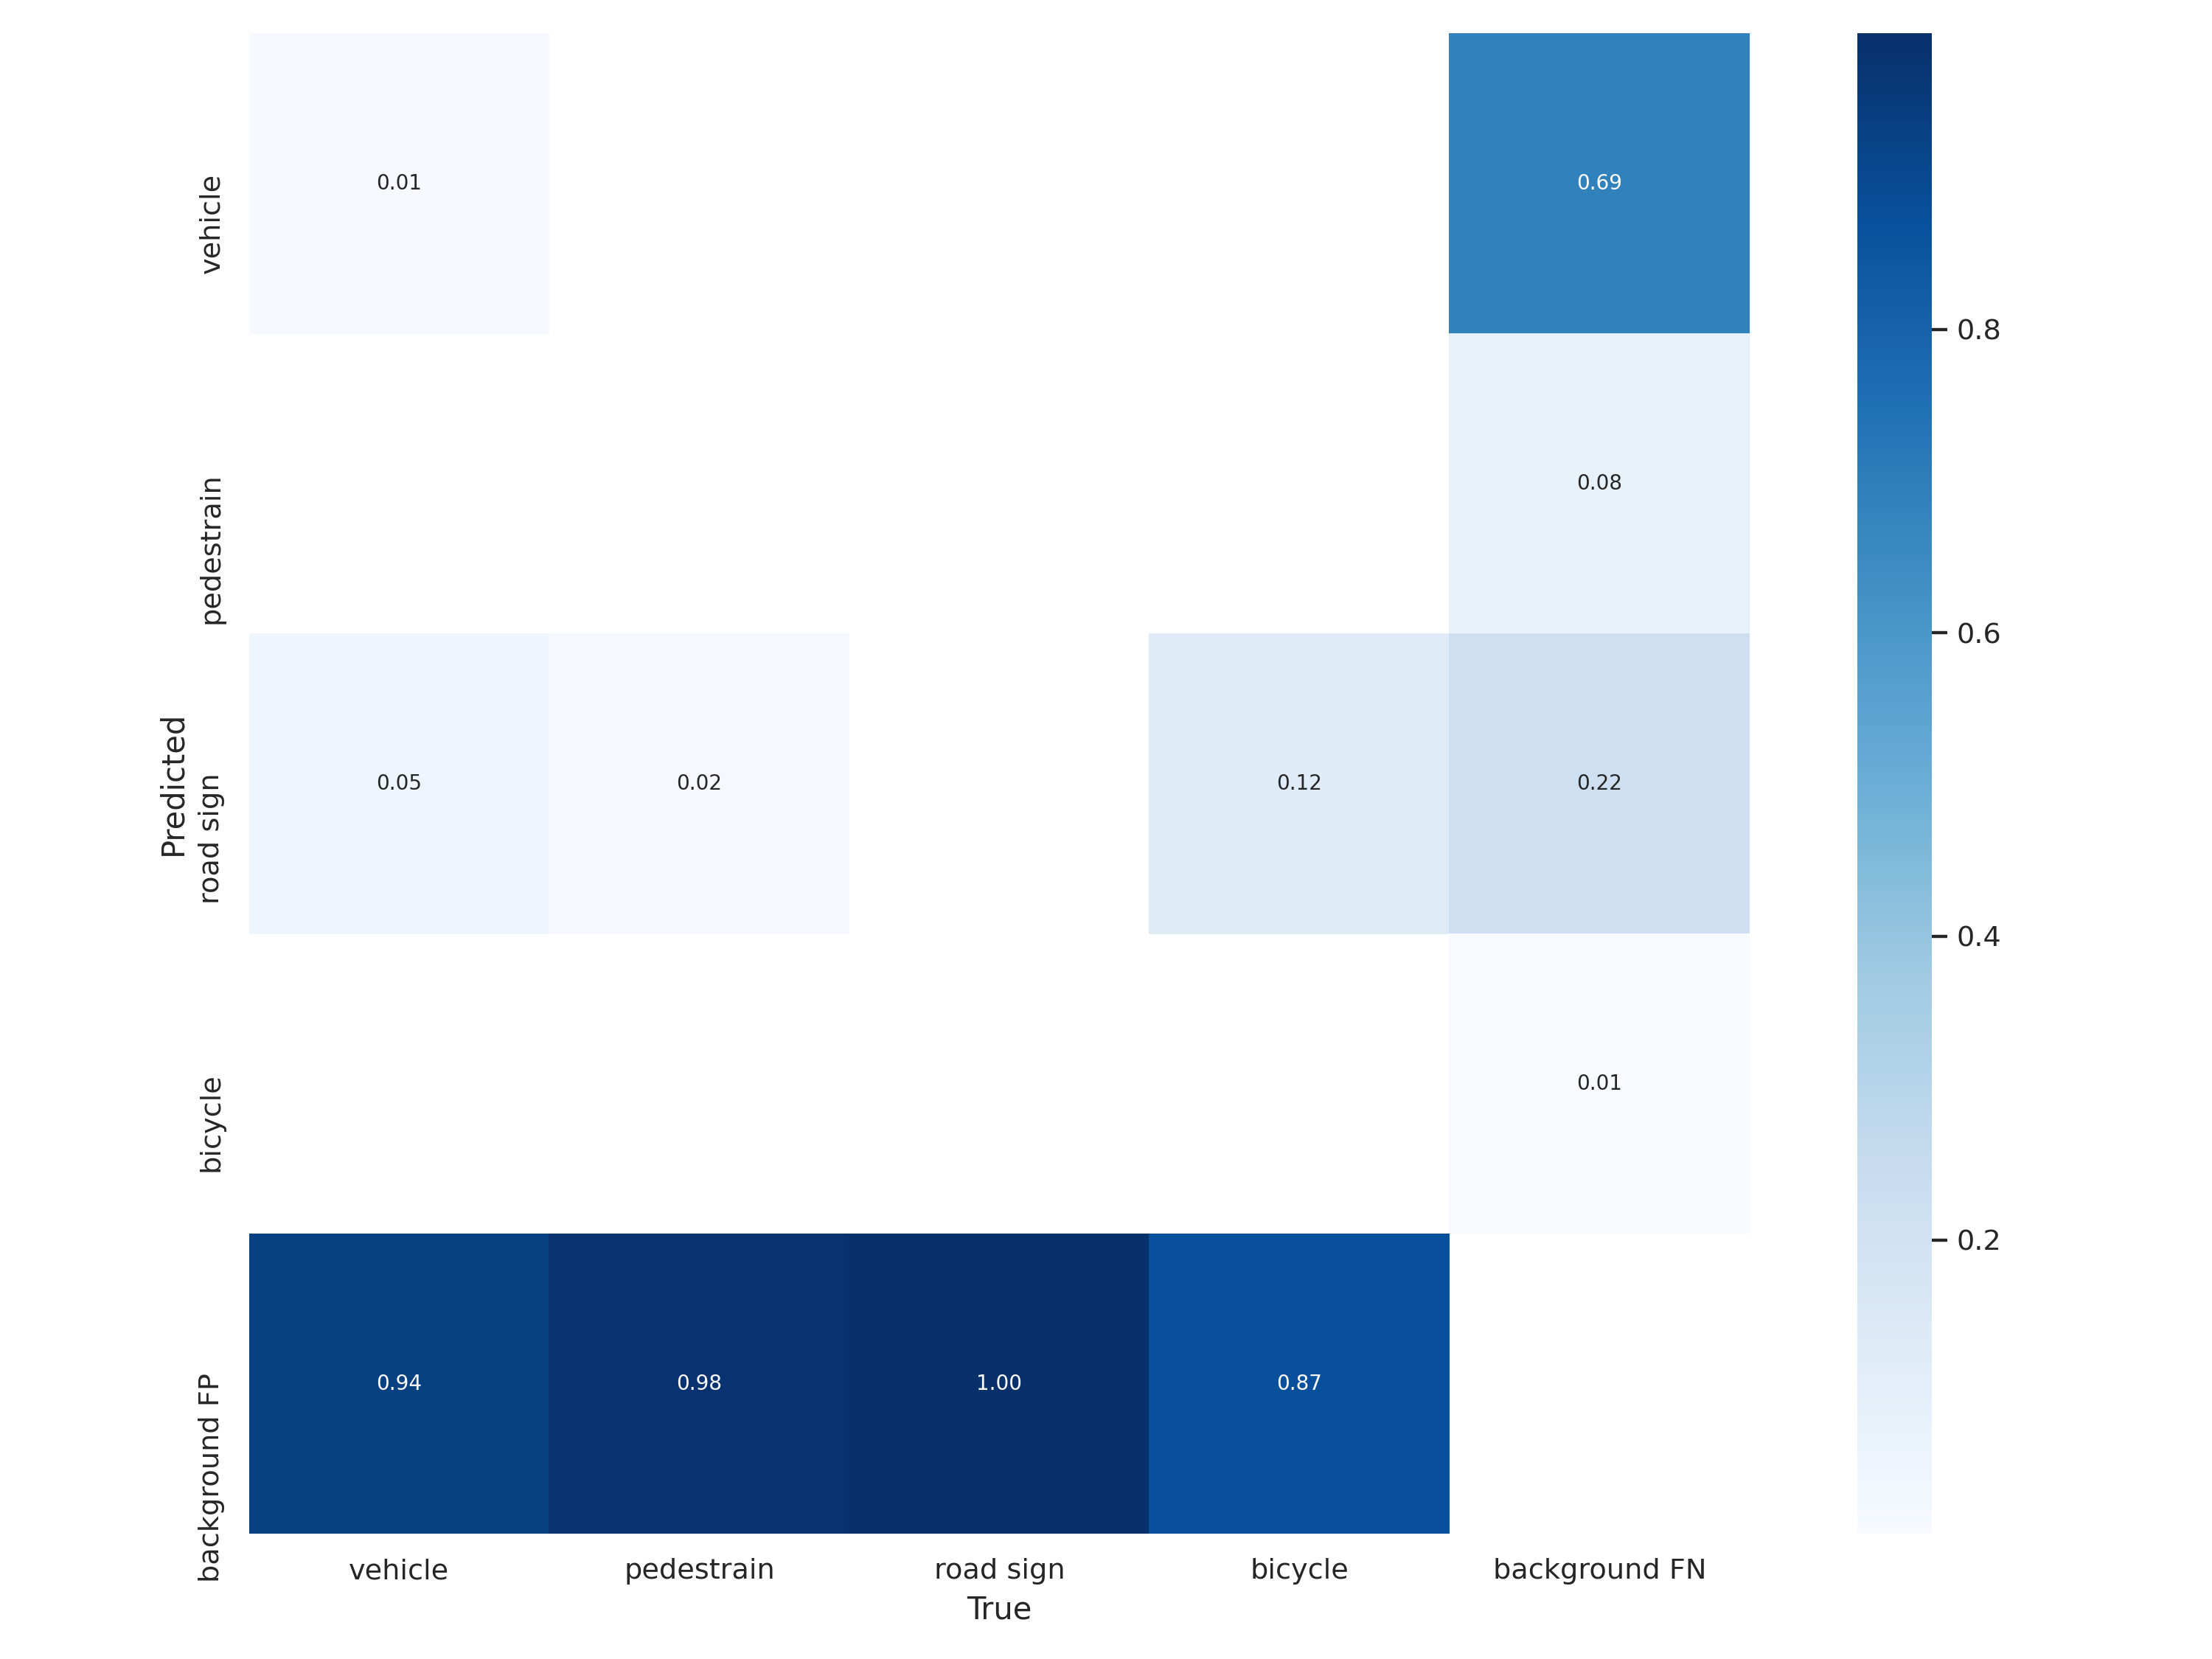 0.01 0.69
0.08
0.05 0.02 0.12 0.22
0.01
0.94 0.98 1.00 0.87
vehicle
pedestrain
road sign
bicycle
background FP
Predicted
vehicle pedestrain road sign bicycle background FN
True
0.8
0.6
0.4
0.2